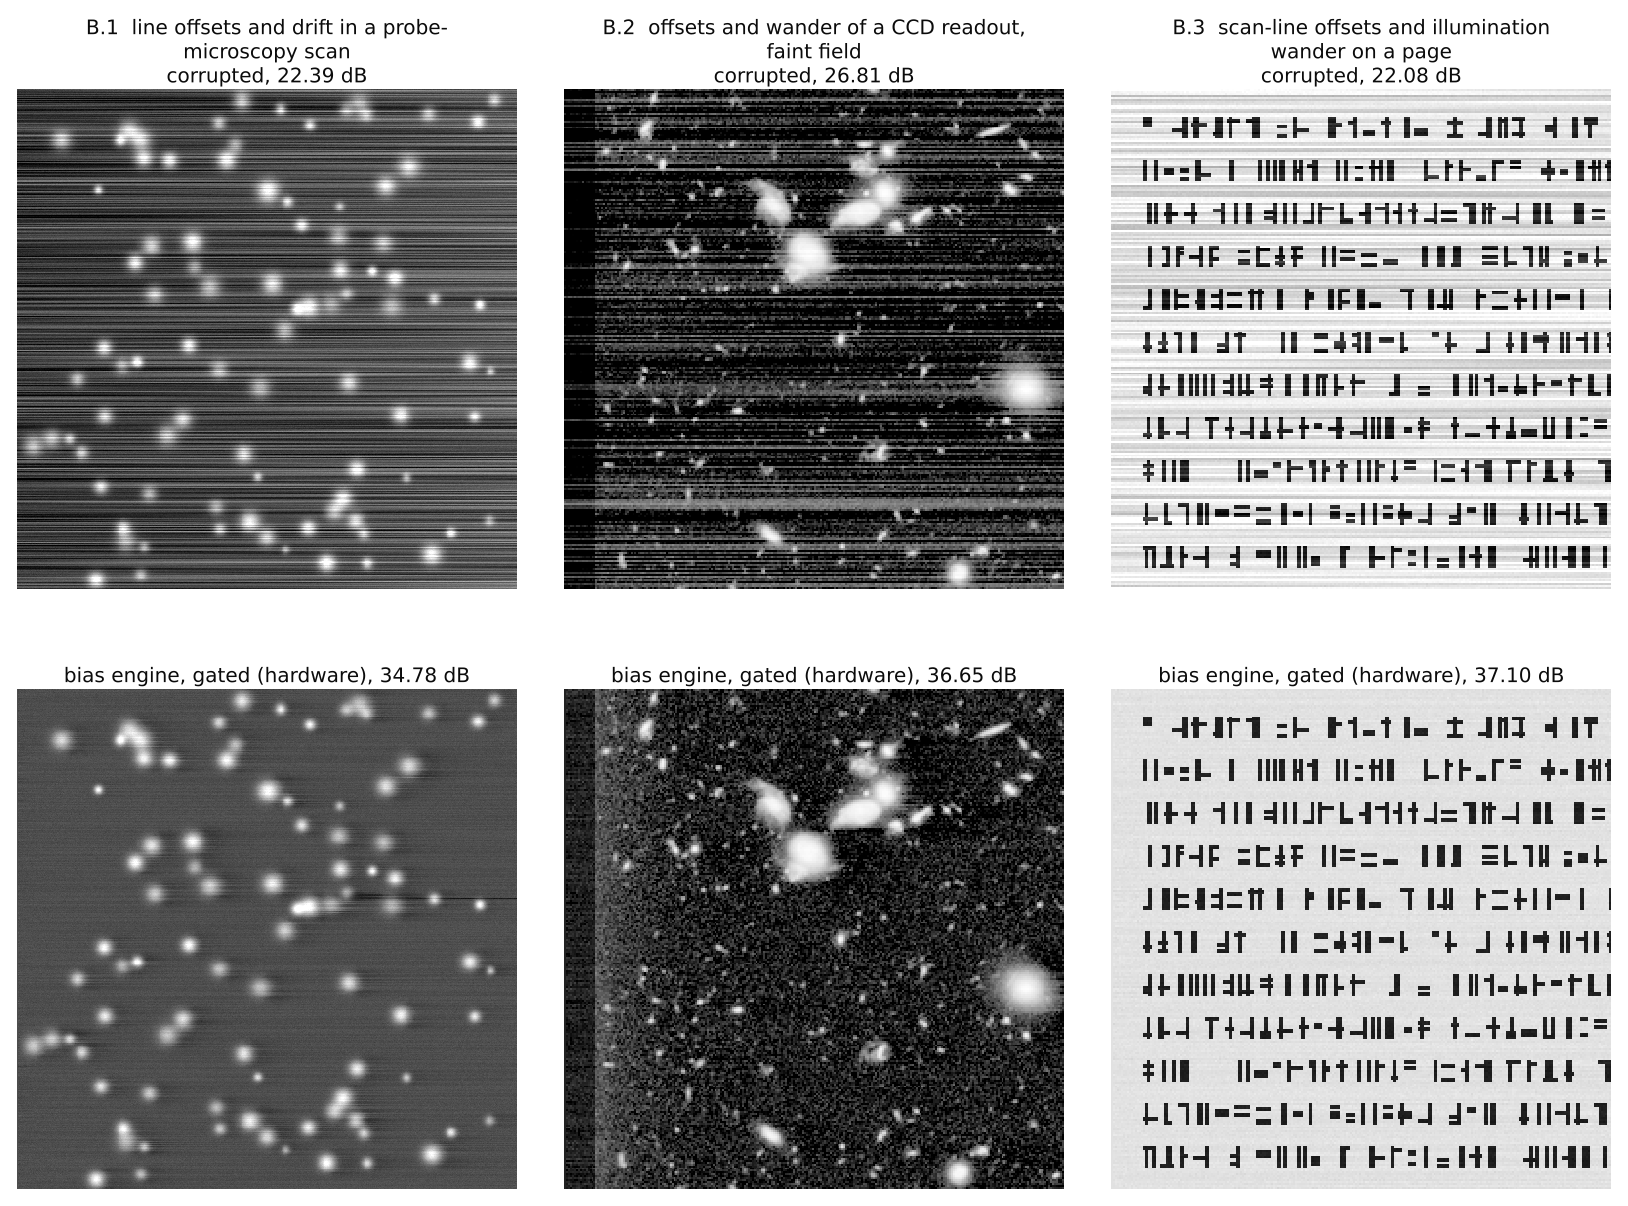 B.1 line offsets and drift in a probe-
microscopy scan
corrupted, 22.39 dB
B.2 offsets and wander of a CCD readout,
faint field
corrupted, 26.81 dB
B.3 scan-line offsets and illumination
wander on a page
corrupted, 22.08 dB
bias engine, gated (hardware), 34.78 dB
bias engine, gated (hardware), 36.65 dB
bias engine, gated (hardware), 37.10 dB